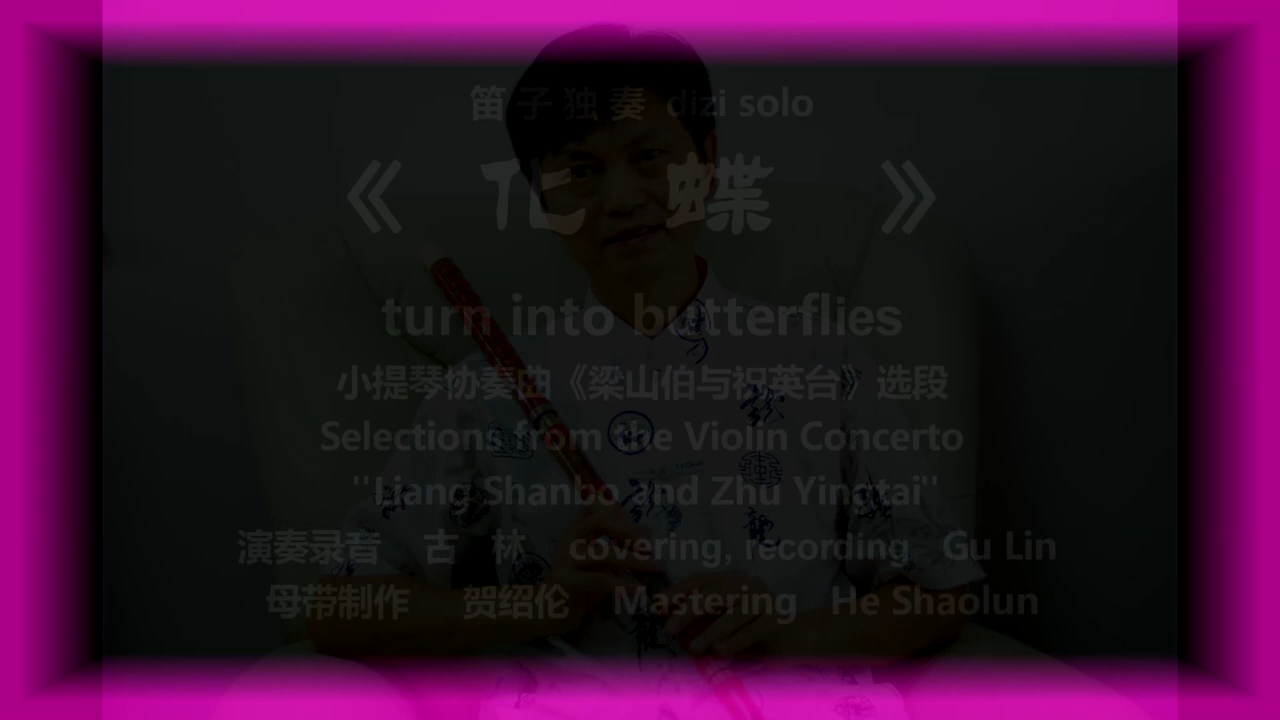 笛子独奏 dizi solo
《 化 蝶 》
turn into butterflies
小提琴协奏曲《梁山伯与祝英台》选段
Selections from the Violin Concerto
"Liang Shanbo and Zhu Yingtai"
演奏录音 古 林 covering, recording Gu Lin
母带制作 贺绍伦 Mastering He Shaolun